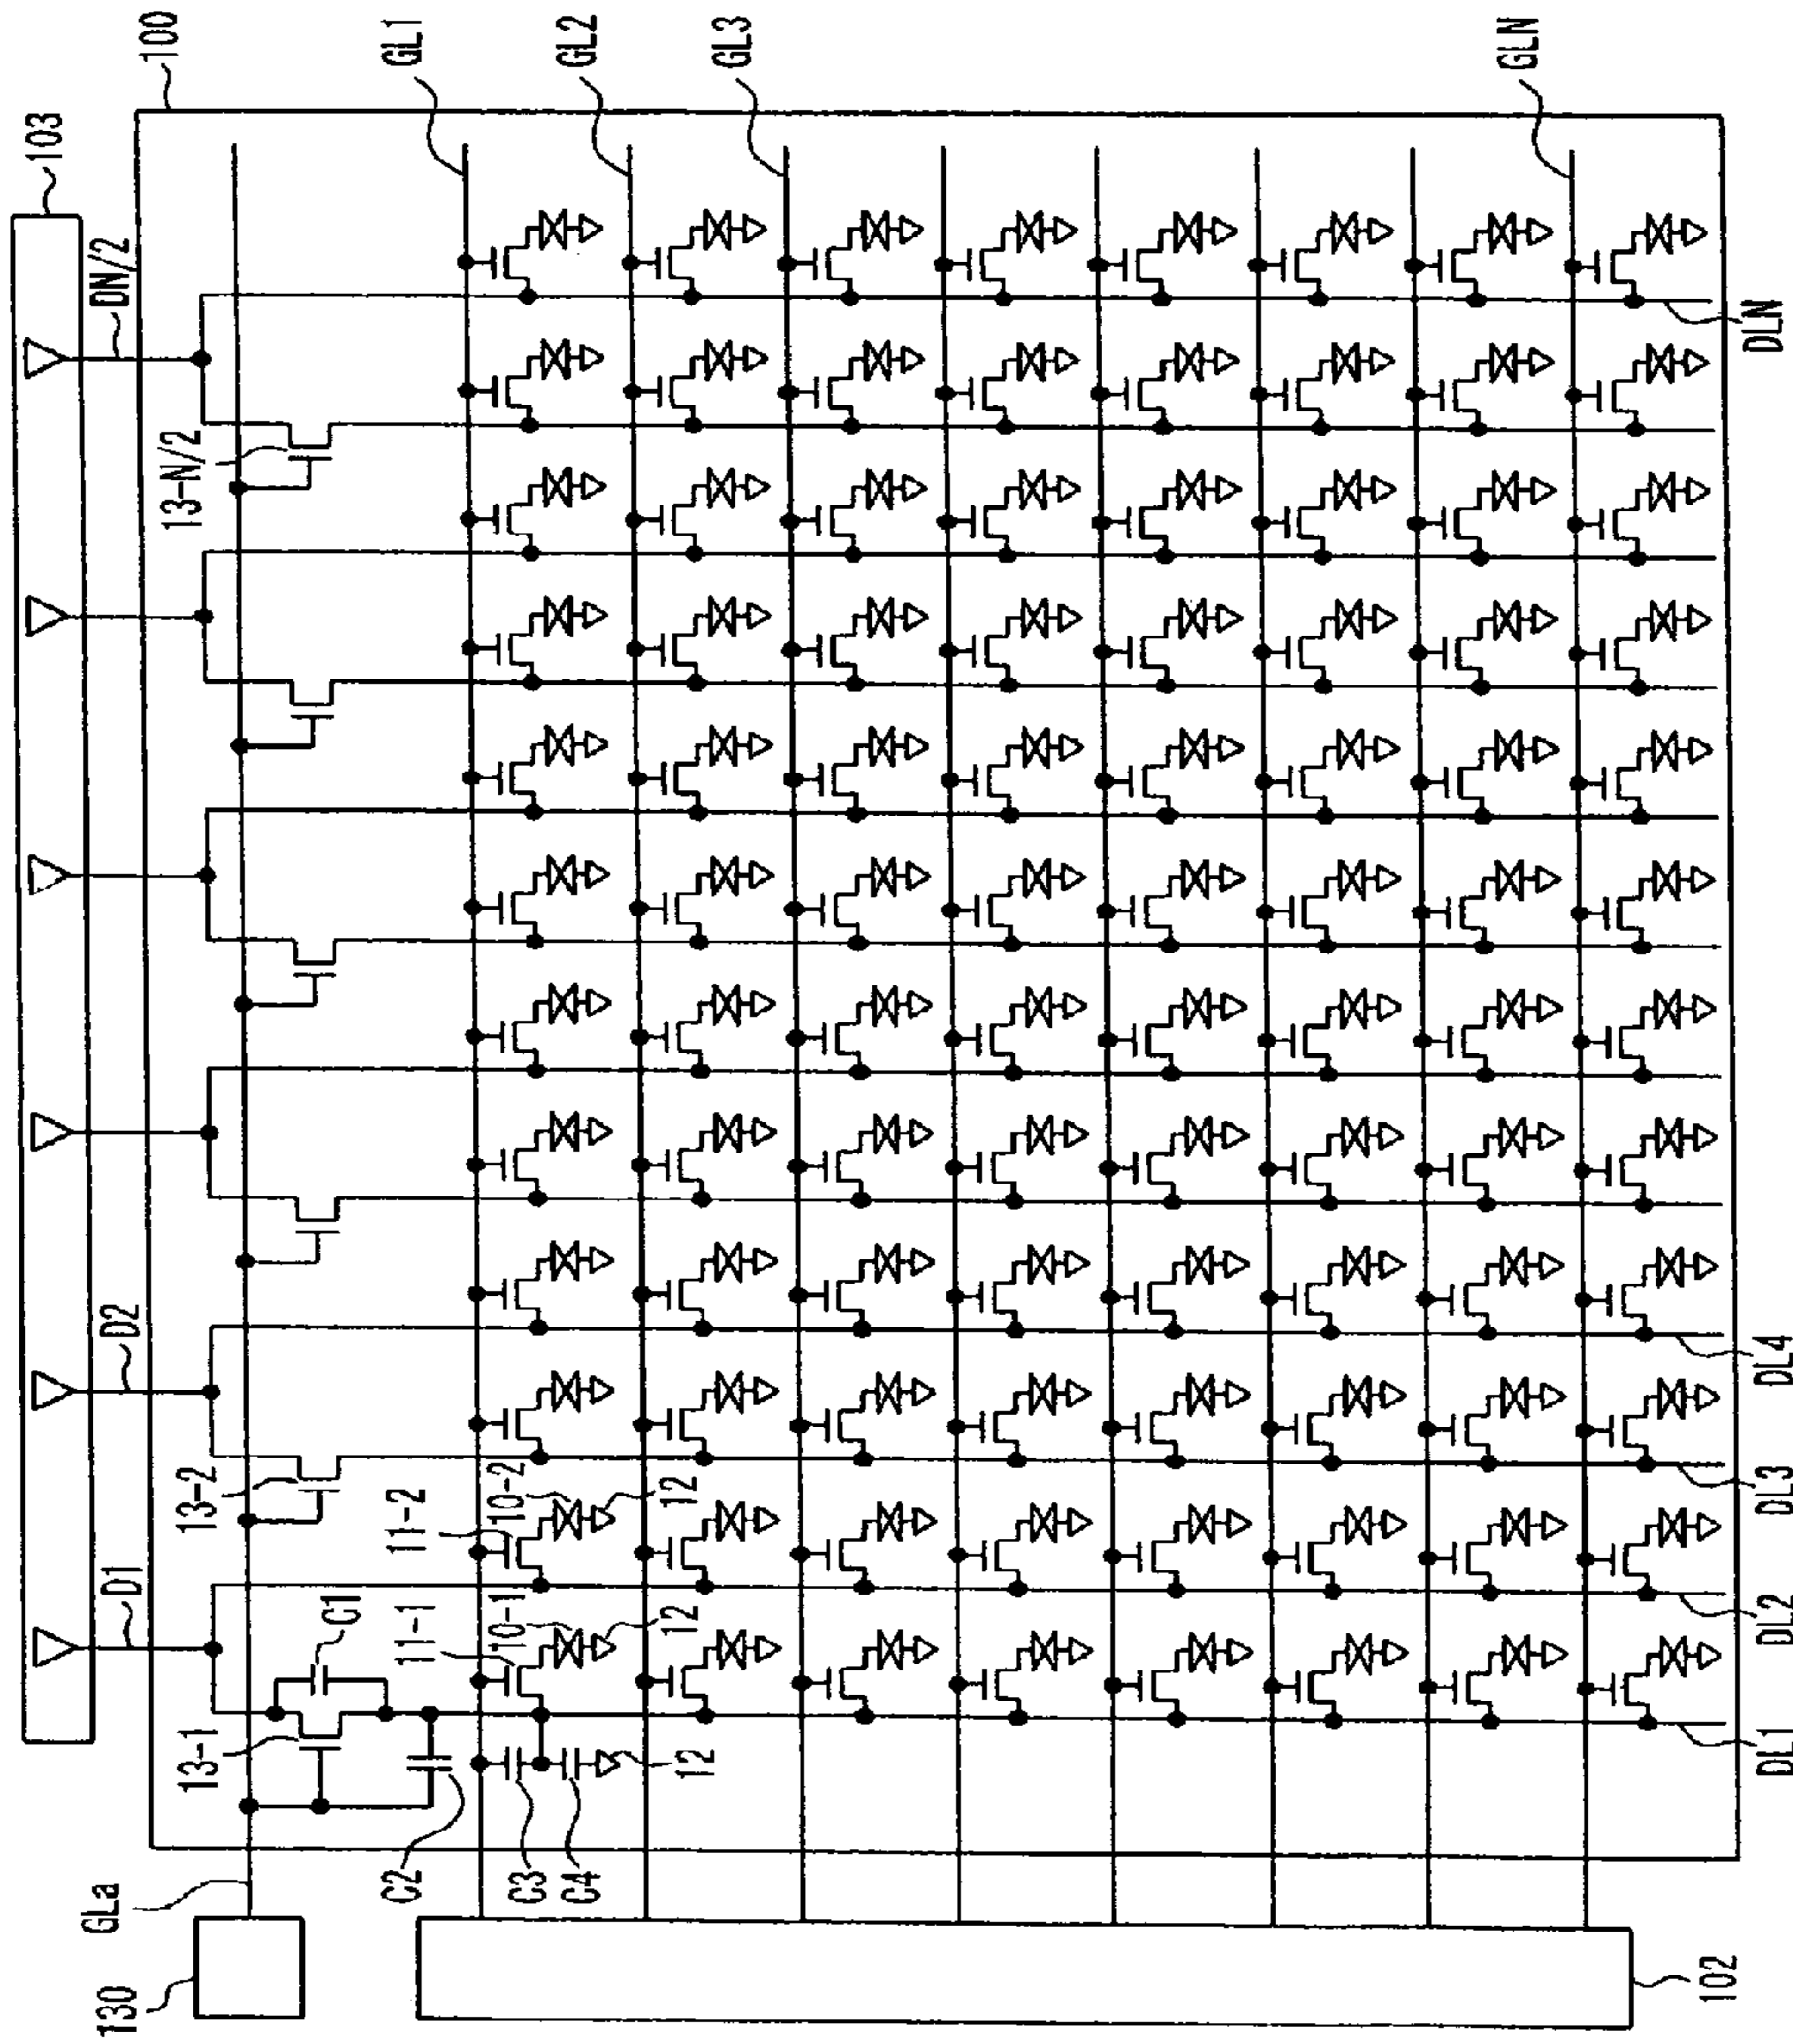 103
100
DN/2
GL1
GL2
GL3
GLN
13-N/2
DLN
D2
D1
13-2
13-1
C1
11-2
10-2
12
11-1
10-1
12
12
C2
C3
C4
GLa
130
102
DL1
DL2
DL3
DL4